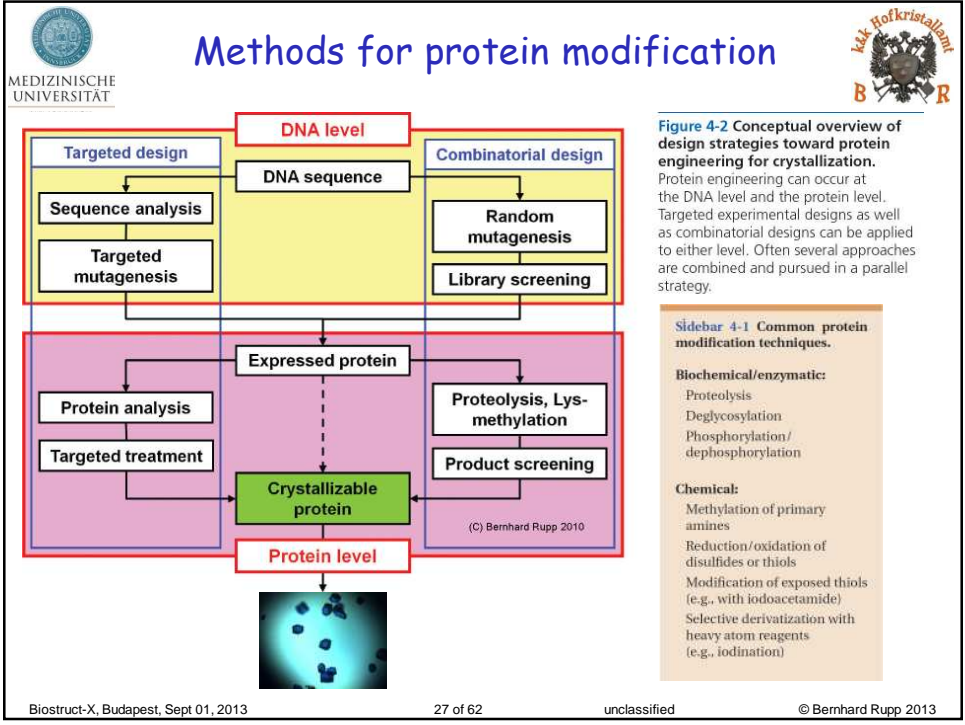 Methods for protein modification
MEDIZINISCHE
UNIVERSITÄT
k&k Hofkristallamt
B R
DNA level
Targeted design
Combinatorial design
DNA sequence
Sequence analysis
Targeted
mutagenesis
Random
mutagenesis
Library screening
Expressed protein
Protein analysis
Targeted treatment
Proteolysis, Lys-
methylation
Product screening
Crystallizable
protein
(C) Bernhard Rupp 2010
Protein level
Figure 4-2 Conceptual overview of
design strategies toward protein
engineering for crystallization.
Protein engineering can occur at
the DNA level and the protein level.
Targeted experimental designs as well
as combinatorial designs can be applied
to either level. Often several approaches
are combined and pursued in a parallel
strategy.
Sidebar 4-1 Common protein
modification techniques.
Biochemical/enzymatic:
Proteolysis
Deglycosylation
Phosphorylation/
dephosphorylation
Chemical:
Methylation of primary
amines
Reduction/oxidation of
disulfides or thiols
Modification of exposed thiols
(e.g., with iodoacetamide)
Selective derivatization with
heavy atom reagents
(e.g., iodination)
Biostruct-X, Budapest, Sept 01, 2013
27 of 62
unclassified
© Bernhard Rupp 2013